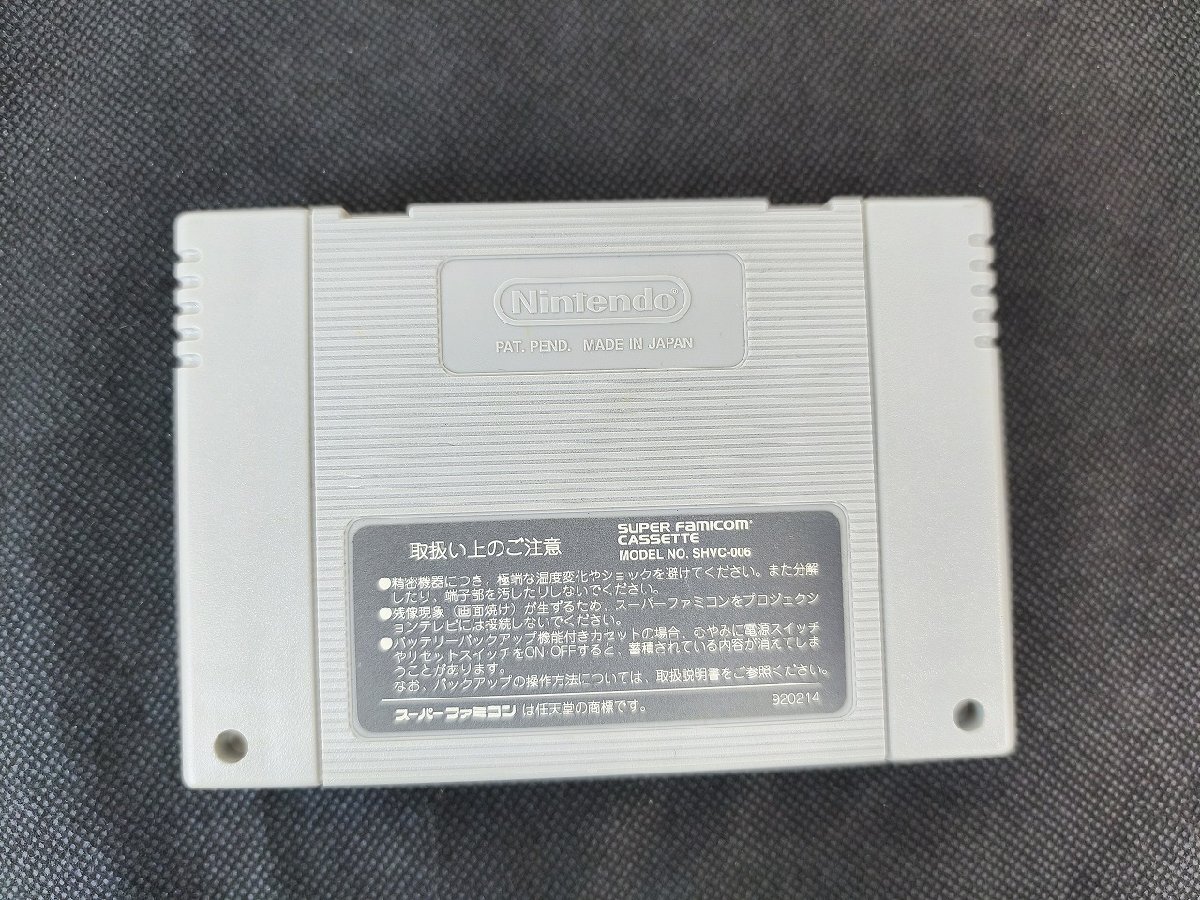 Nintendo®
PAT. PEND. MADE IN JAPAN
取扱い上のご注意
SUPER FAMICOM®
CASSETTE
MODEL NO. SHVC-006
●精密機器につき、極端な温度変化やショックを避けてください。また分解
したり、端子部を汚したりしないでください。
●残像現象(画面焼け)が生ずるため、スーパーファミコンをプロジェクシ
ョンテレビには接続しないでください。
●バッテリーバックアップ機能付きカセットの場合、むやみに電源スイッチ
やリセットスイッチをON OFFすると、蓄積されている内容が消えてしま
うことがあります。
なお、バックアップの操作方法については、取扱説明書をご参照ください。
スーパーファミコンは任天堂の商標です。
920214